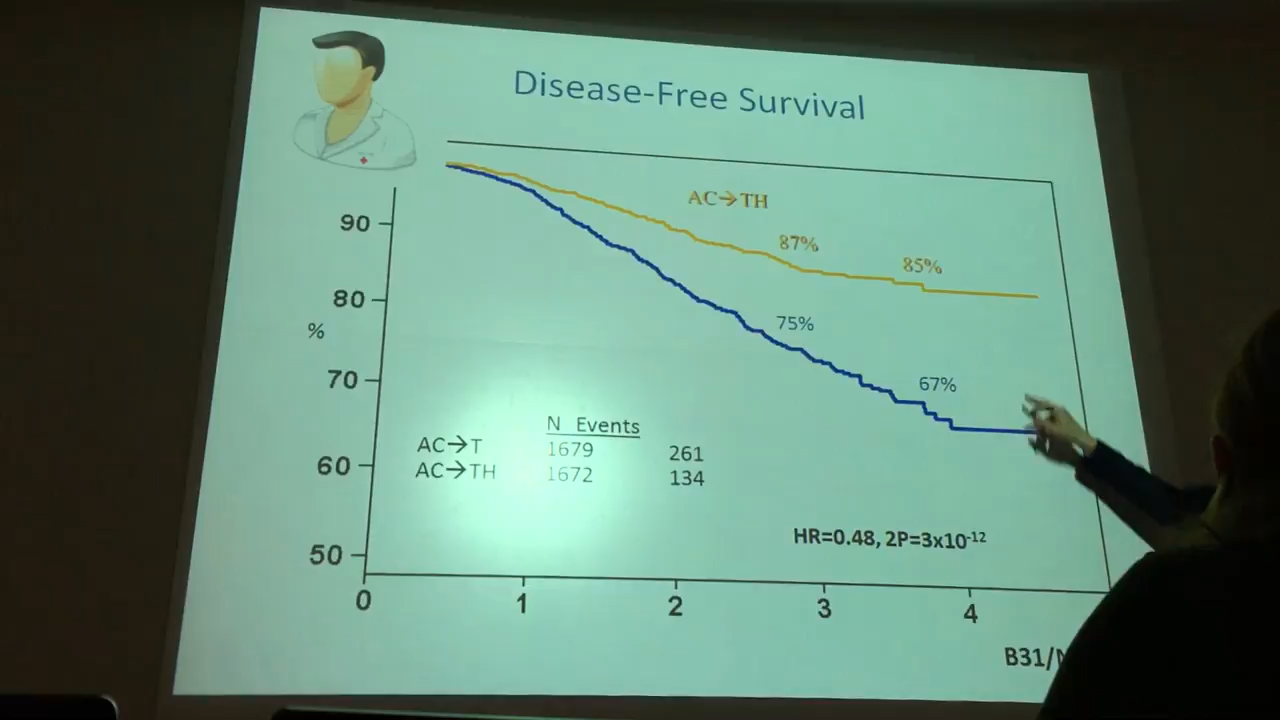 Disease-Free Survival
AC→TH
87%
85%
75%
67%
90
80
%
70
60
50
N Events
AC→T 1679 261
AC→TH 1672 134
HR=0.48, 2P=3x10-12
0 1 2 3 4